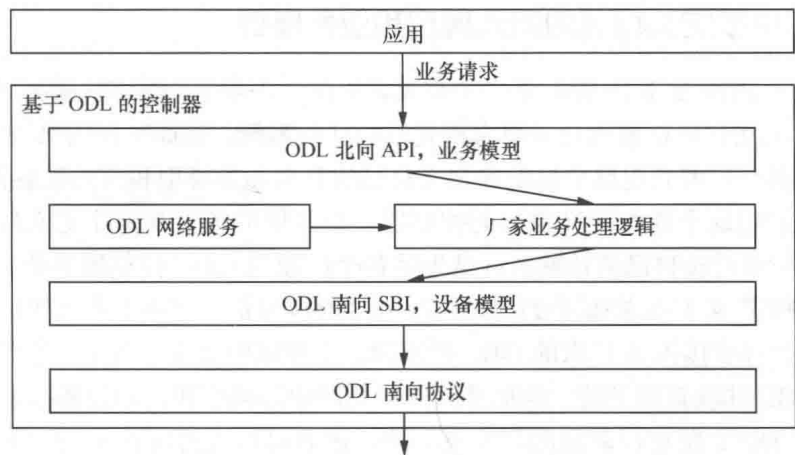 应用
业务请求
基于 ODL 的控制器
ODL 北向 API，业务模型
ODL 网络服务
厂家业务处理逻辑
ODL 南向 SBI，设备模型
ODL 南向协议